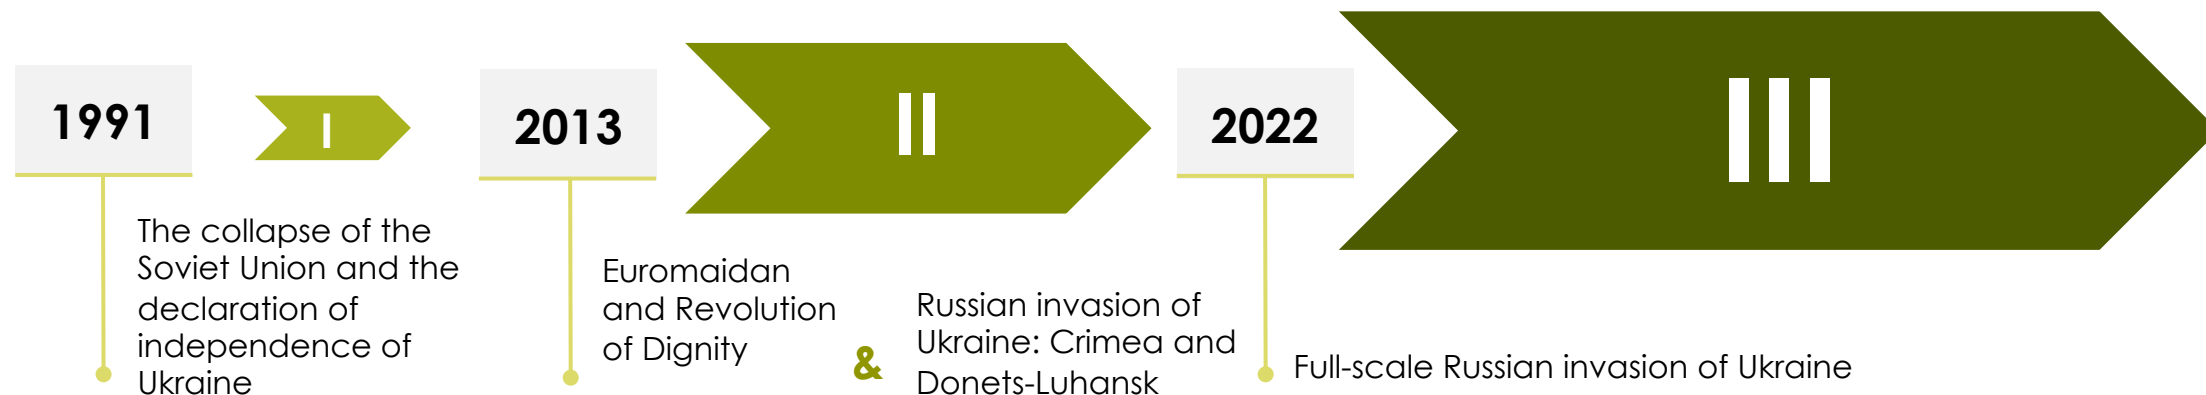 1991
I
2013
II
2022
III
The collapse of the
Soviet Union and the
declaration of
independence of
Ukraine
Euromaidan
and Revolution
of Dignity
&
Russian invasion of
Ukraine: Crimea and
Donets-Luhansk
Full-scale Russian invasion of Ukraine